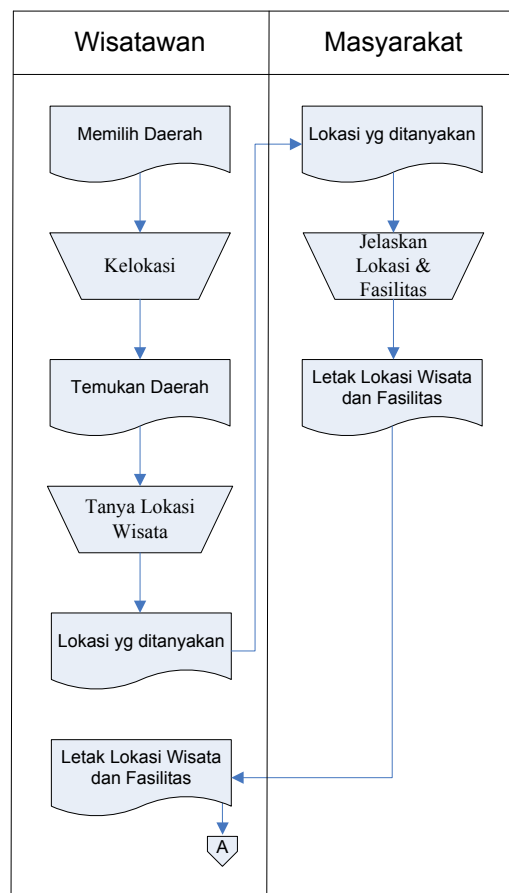 Wisatawan
Masyarakat
Memilih Daerah
Kelokasi
Temukan Daerah
Tanya Lokasi
Wisata
Lokasi yg ditanyakan
Lokasi yg ditanyakan
Jelaskan
Lokasi &
Fasilitas
Letak Lokasi Wisata
dan Fasilitas
Letak Lokasi Wisata
dan Fasilitas
A